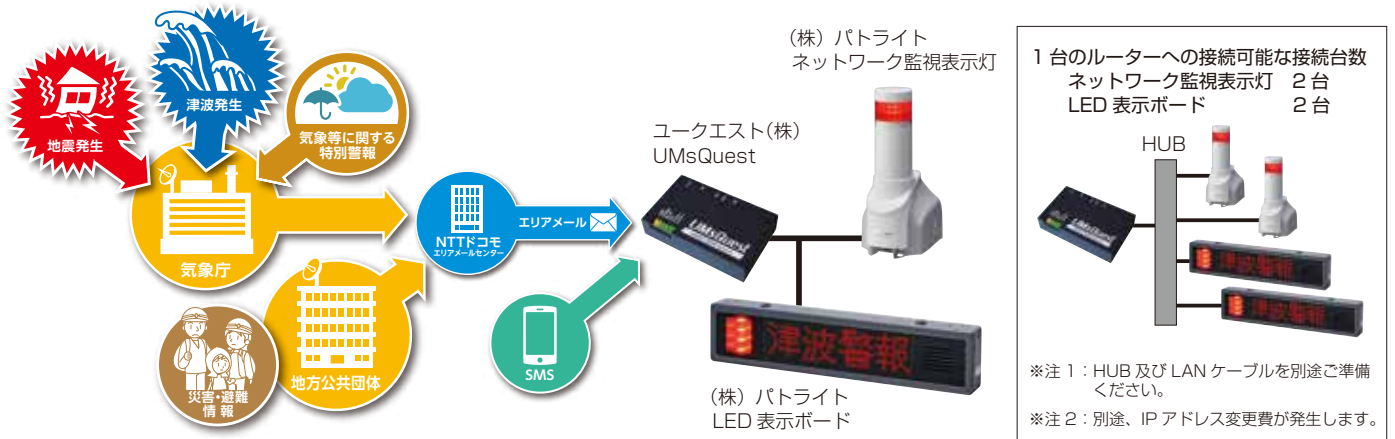 地震発生
津波発生
気象等に関する
特別警報
気象庁
災害・避難
情報
地方公共団体
NTTドコモ
エリアメールセンター
エリアメール
SMS
ユークエスト(株)
UMsQuest
UMsQuest
(株)パトライト
ネットワーク監視表示灯
津波警報
(株)パトライト
LED 表示ボード
1 台のルーターへの接続可能な接続台数
ネットワーク監視表示灯 2 台
LED 表示ボード 2 台
HUB
UMsQuest
津波警報
津波警報
※注 1:HUB 及び LAN ケーブルを別途ご準備
ください。
※注 2:別途、IP アドレス変更費が発生します。